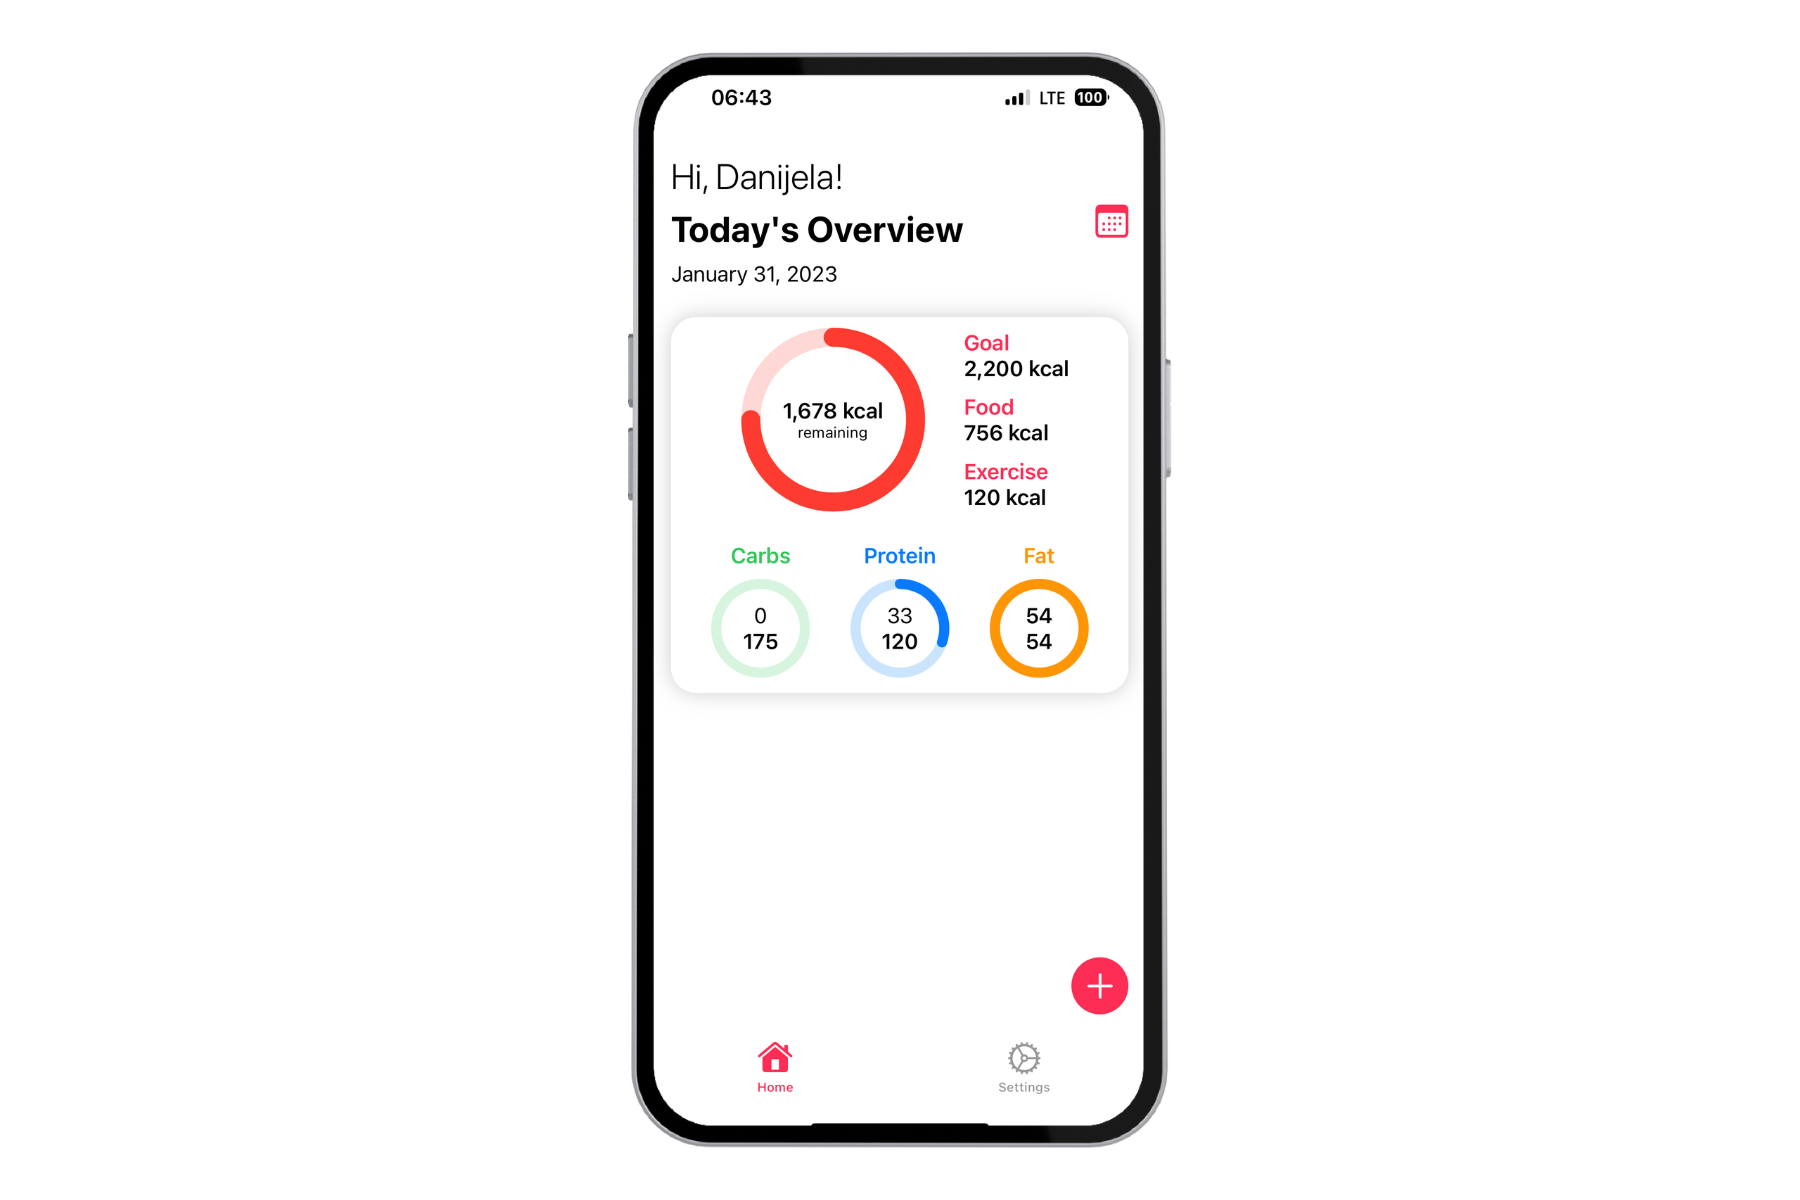 06:43 LTE 100
Hi, Danijela!
Today's Overview
January 31, 2023
1,678 kcal
remaining
Goal
2,200 kcal
Food
756 kcal
Exercise
120 kcal
Carbs
0
175
Protein
33
120
Fat
54
54
Home
Settings